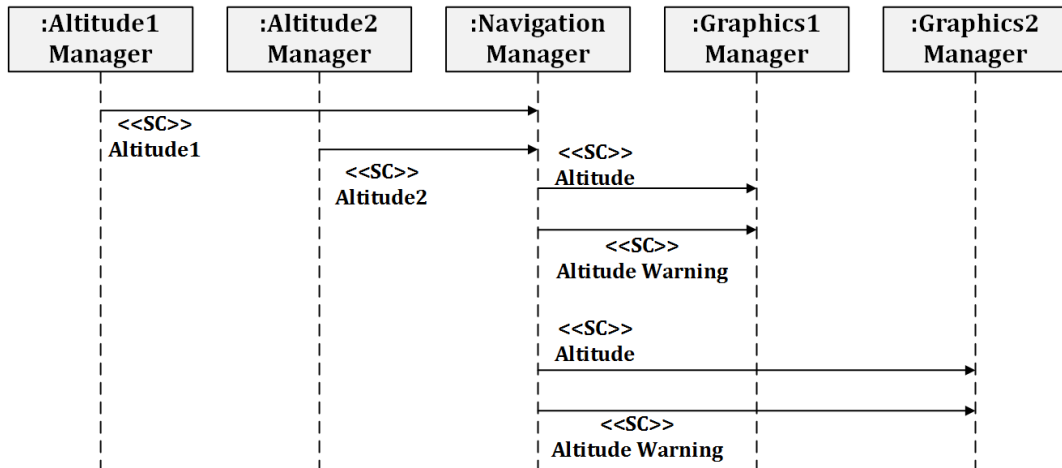 :Altitude1
Manager
:Altitude2
Manager
:Navigation
Manager
:Graphics1
Manager
:Graphics2
Manager
<<SC>>
Altitude1
<<SC>>
Altitude2
<<SC>>
Altitude
<<SC>>
Altitude Warning
<<SC>>
Altitude
<<SC>>
Altitude Warning